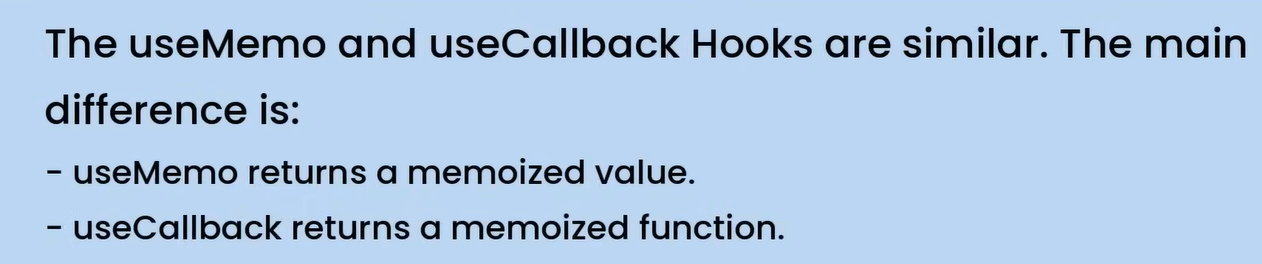 The useMemo and useCallback Hooks are similar. The main
difference is:
- useMemo returns a memoized value.
- useCallback returns a memoized function.